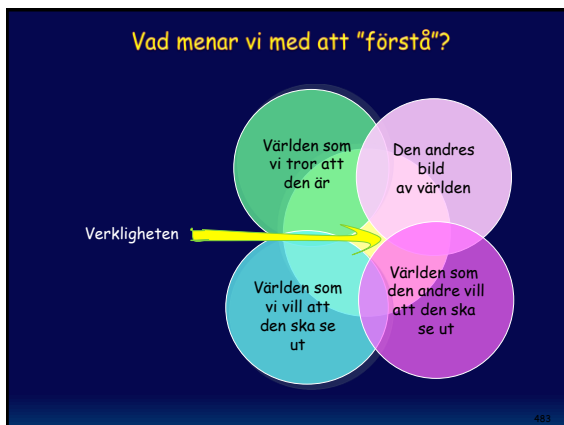 Vad menar vi med att ”förstå”?
Världen som
vi tror att
den är
Den andres
bild
av världen
Verkligheten
Världen som
vi vill att
den ska se
ut
Världen som
den andre vill
att den ska
se ut
483